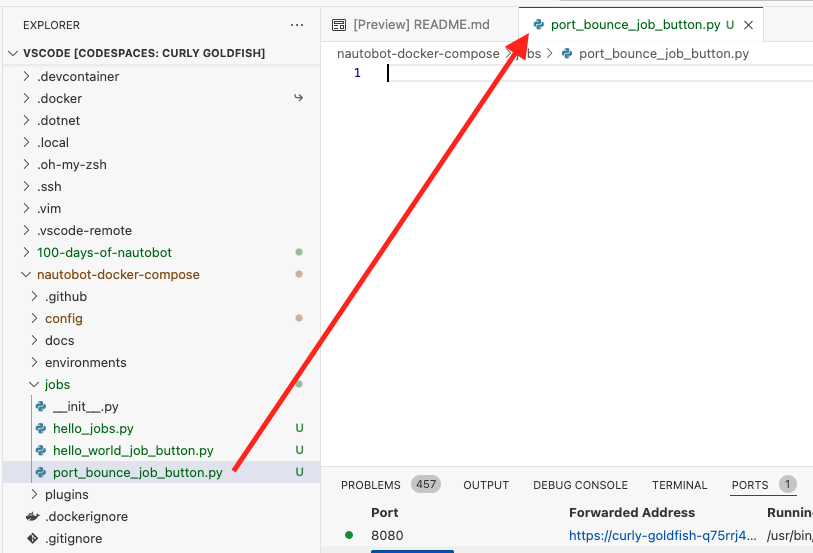 EXPLORER
VSCODE [CODESPACES: CURLY GOLDFISH]
.devcontainer
.docker
.dotnet
.local
.oh-my-zsh
.ssh
.vim
.vscode-remote
100-days-of-nautobot
nautobot-docker-compose
.github
config
docs
environments
jobs
__init__.py
hello_jobs.py U
hello_world_job_button.py U
port_bounce_job_button.py U
plugins
.dockerignore
.gitignore
[Preview] README.md
port_bounce_job_button.py U
nautobot-docker-compose > jobs > port_bounce_job_button.py
1
PROBLEMS 457 OUTPUT DEBUG CONSOLE TERMINAL PORTS 1
Port Forwarded Address Running
8080 https://curly-goldfish-q75rrj4... /usr/bin/